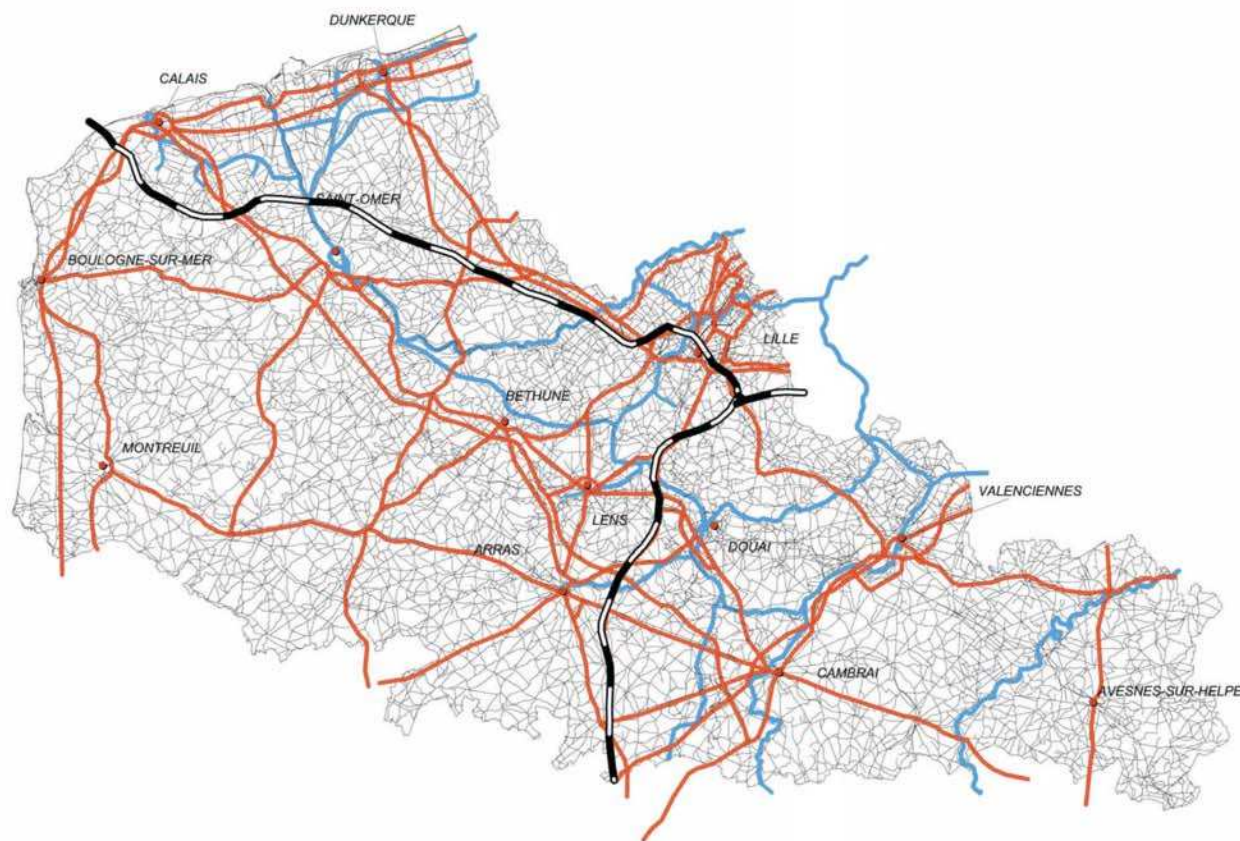 DUNKERQUE
CALAIS
SAINT-OMER
BOULOGNE-SUR-MER
LILLE
BETHUNE
MONTREUIL
VALENCIENNES
LENS
ARRAS
DOUAI
CAMBRAI
AVESNES-SUR-HELPE